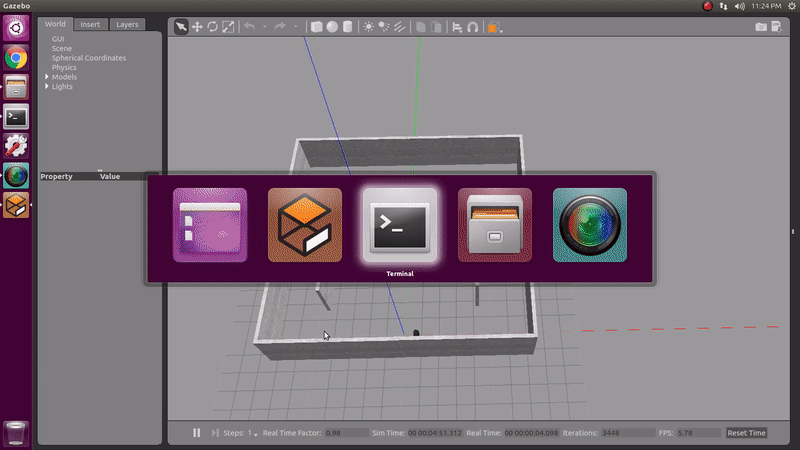 Gazebo
11:24 PM
World Insert Layers
GUI
Scene
Spherical Coordinates
Physics
Models
Lights
Property Value
Terminal
Steps: 1 Real Time Factor: 0.98 Sim Time: 00 00:04:51.312 Real Time: 00 00:00:04.098 Iterations: 3448 FPS: 5.78 Reset Time